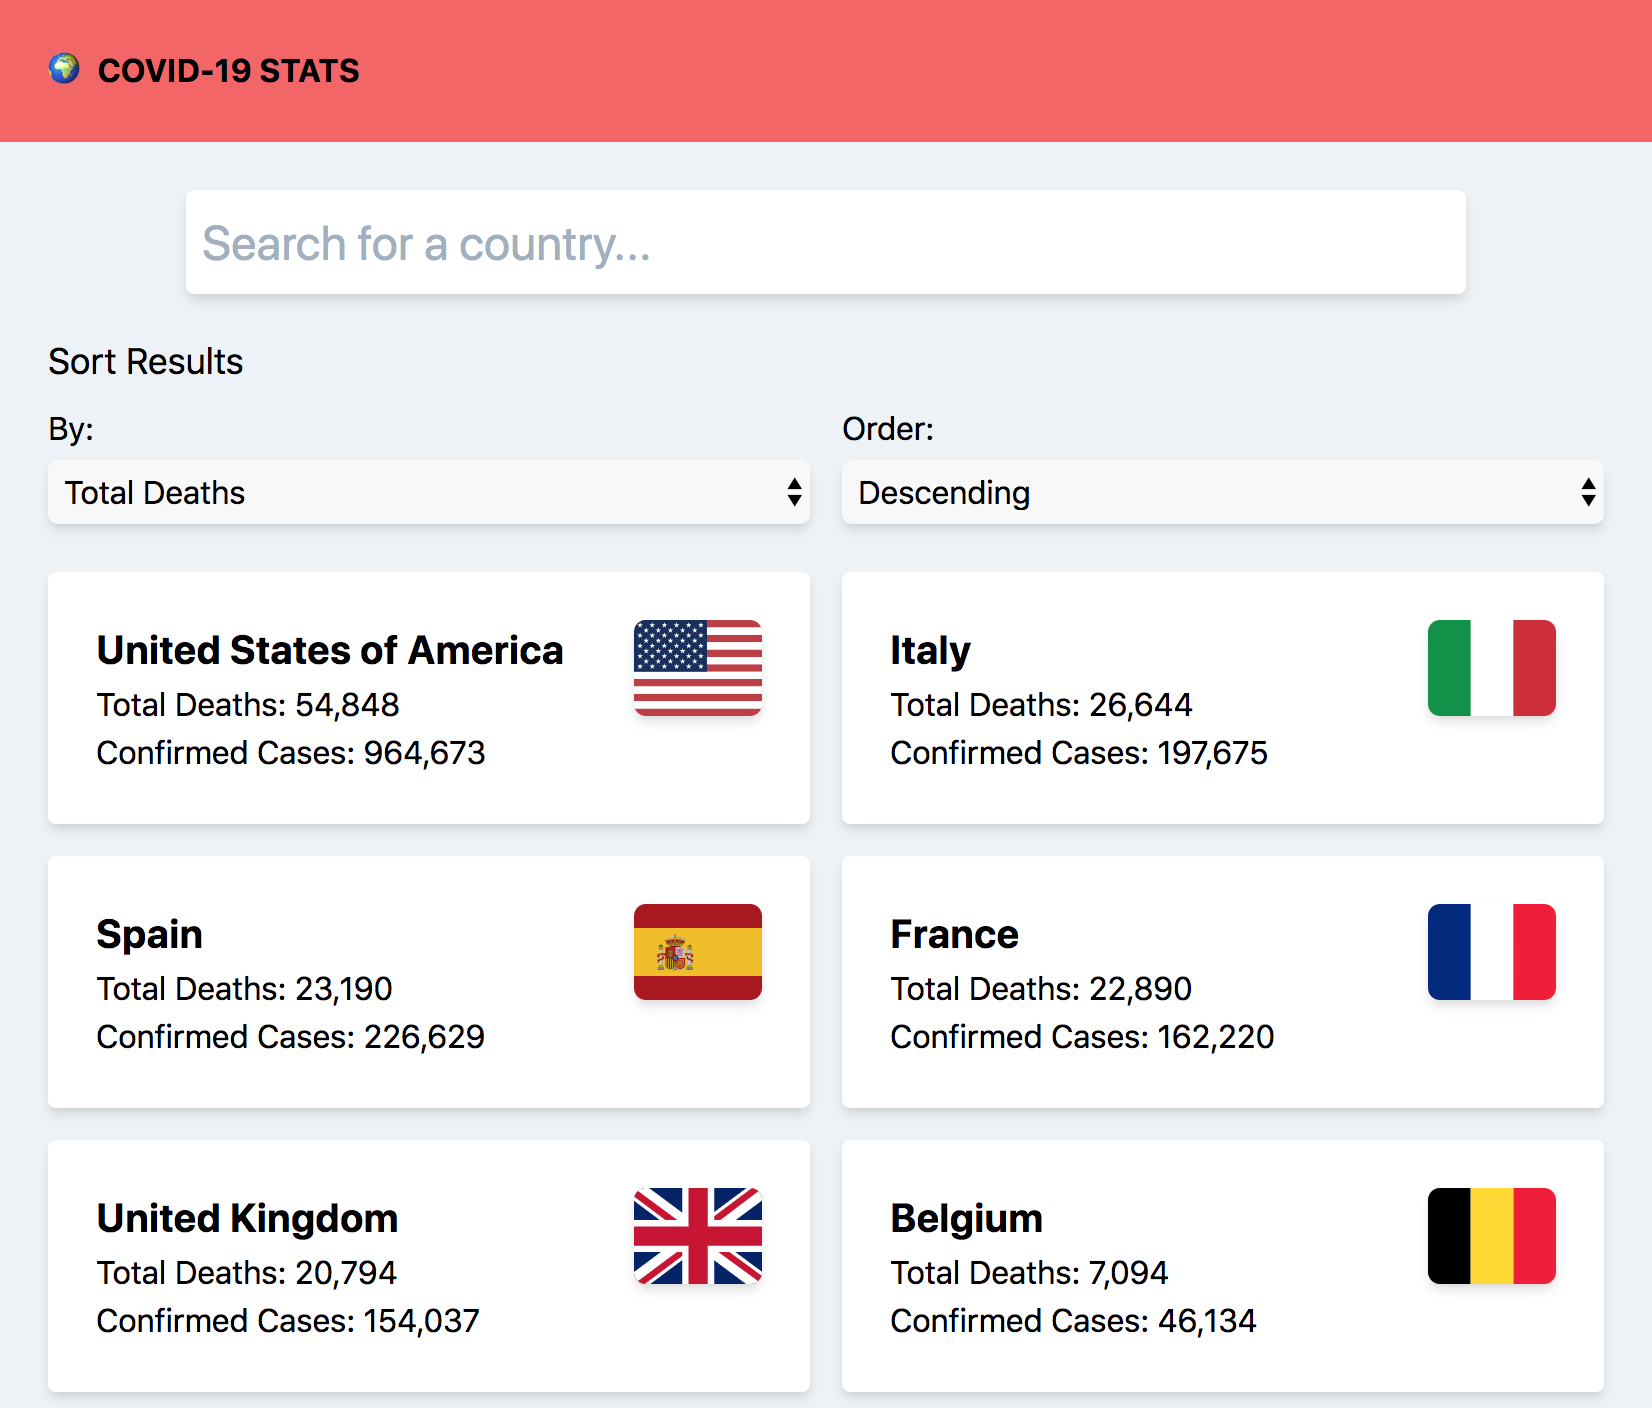 COVID-19 STATS
Search for a country...
Sort Results
By:
Order:
Total Deaths
Descending
United States of America
Total Deaths: 54,848
Confirmed Cases: 964,673
Italy
Total Deaths: 26,644
Confirmed Cases: 197,675
Spain
Total Deaths: 23,190
Confirmed Cases: 226,629
France
Total Deaths: 22,890
Confirmed Cases: 162,220
United Kingdom
Total Deaths: 20,794
Confirmed Cases: 154,037
Belgium
Total Deaths: 7,094
Confirmed Cases: 46,134